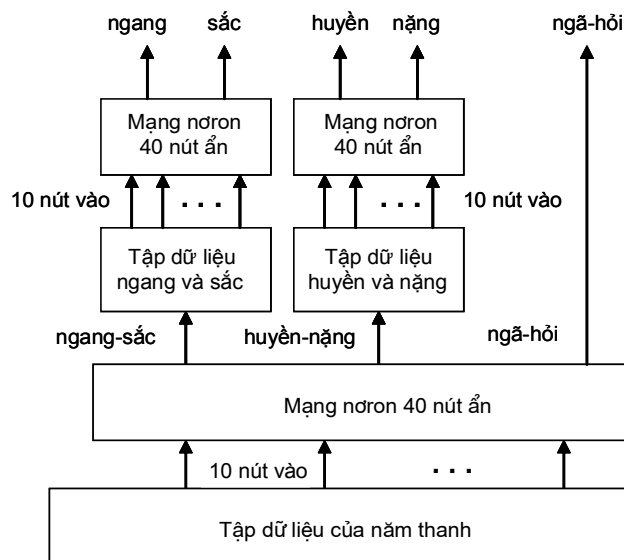 ngang sắc huyền nặng ngã-hỏi
Mạng nơron
40 nút ẩn
Mạng nơron
40 nút ẩn
10 nút vào . . . . . . 10 nút vào
Tập dữ liệu
ngang và sắc
Tập dữ liệu
huyền và nặng
ngang-sắc huyền-nặng ngã-hỏi
Mạng nơron 40 nút ẩn
10 nút vào . . .
Tập dữ liệu của năm thanh